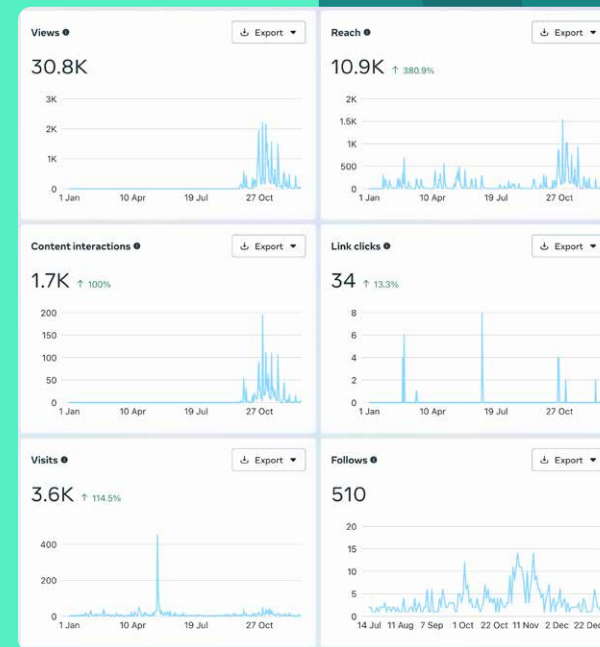 Views
Export
30.8K
3K
2K
1K
0
1 Jan 10 Apr 19 Jul 27 Oct
Reach
Export
10.9K ↑ 380.9%
2K
1.5K
1K
500
0
1 Jan 10 Apr 19 Jul 27 Oct
Content interactions
Export
1.7K ↑ 100%
200
150
100
50
0
1 Jan 10 Apr 19 Jul 27 Oct
Link clicks
Export
34 ↑ 13.3%
8
6
4
2
0
1 Jan 10 Apr 19 Jul 27 Oct
Visits
Export
3.6K ↑ 114.5%
400
200
0
1 Jan 10 Apr 19 Jul 27 Oct
Follows
Export
510
20
15
10
5
0
14 Jul 11 Aug 7 Sep 1 Oct 22 Oct 11 Nov 2 Dec 22 Dec